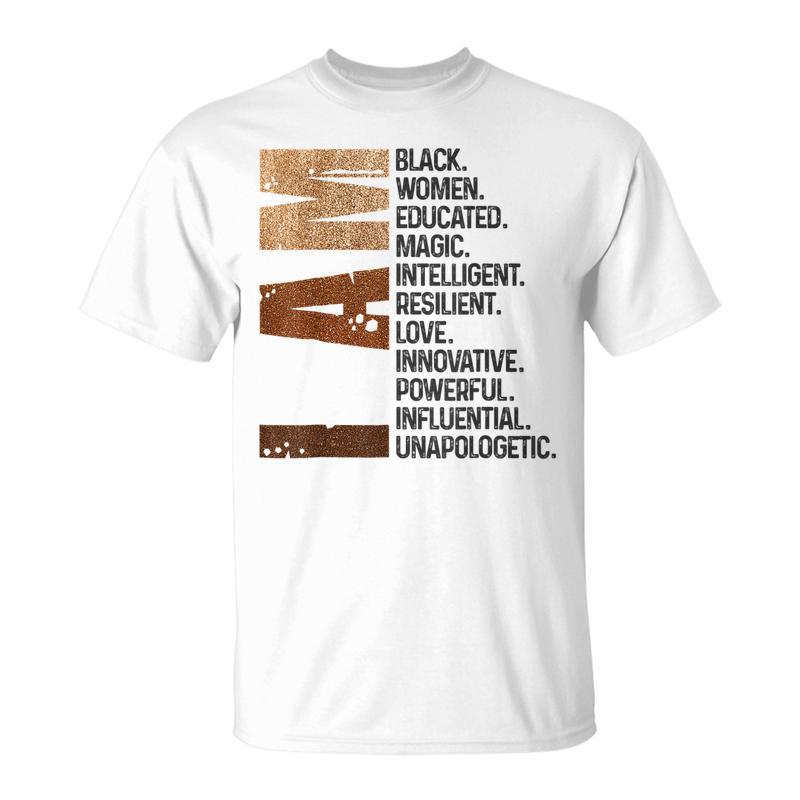 I AM
BLACK.
WOMEN.
EDUCATED.
MAGIC.
INTELLIGENT.
RESILIENT.
LOVE.
INNOVATIVE.
POWERFUL.
INFLUENTIAL.
UNAPOLOGETIC.